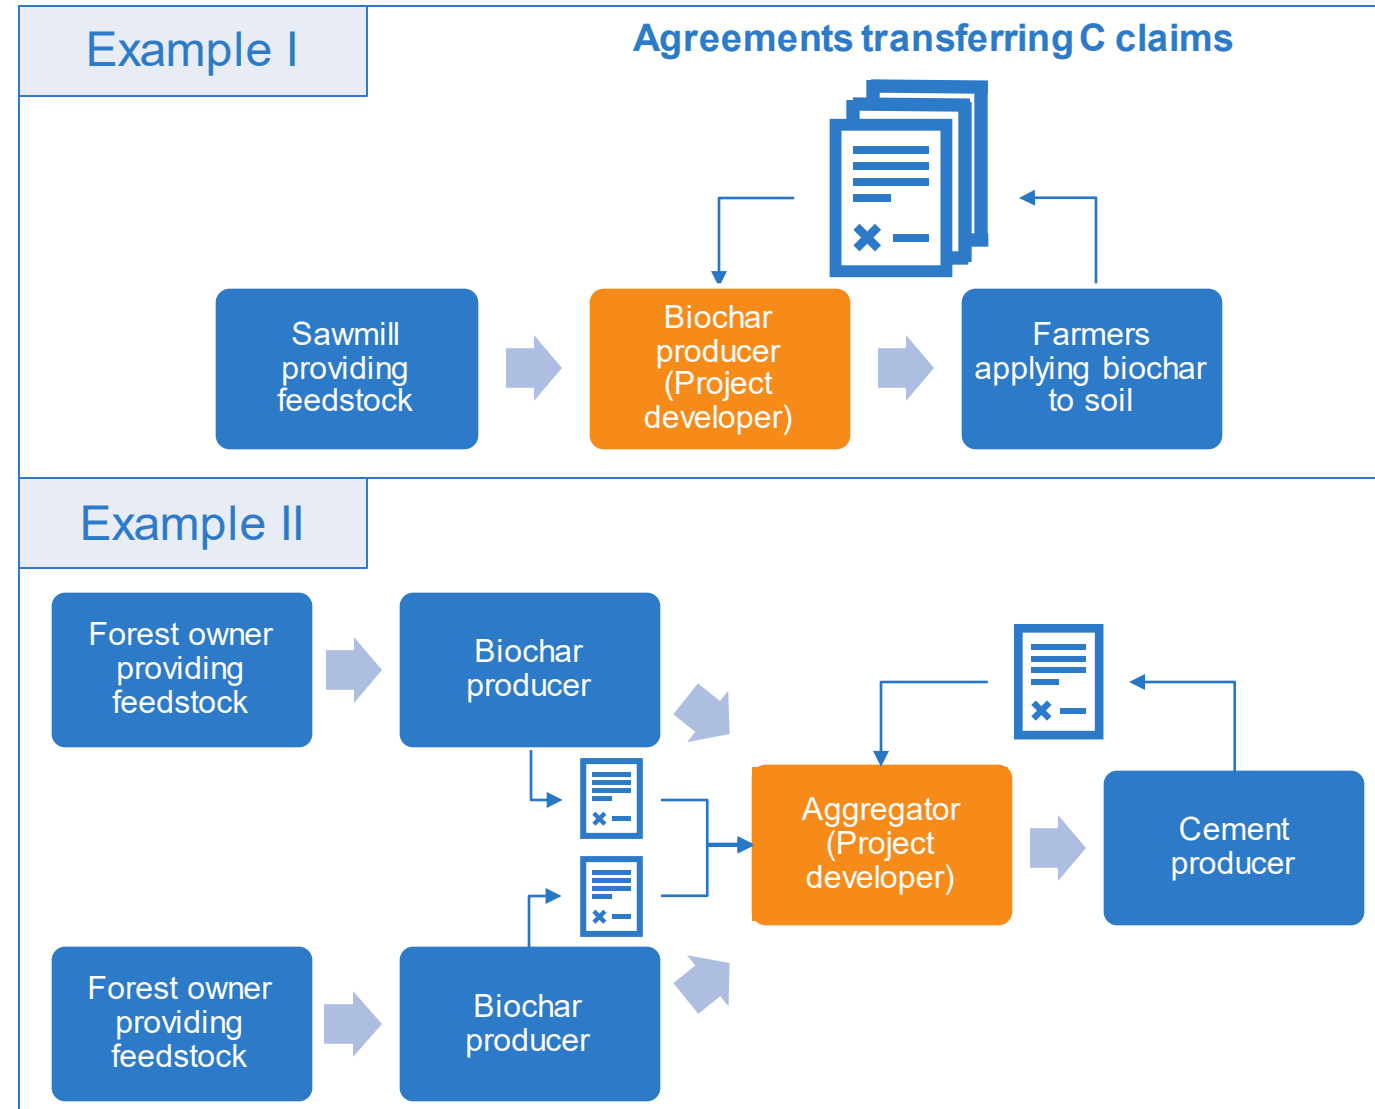 Example I
Agreements transferring C claims
Sawmill
providing
feedstock
Biochar
producer
(Project
developer)
Farmers
applying biochar
to soil
Example II
Forest owner
providing
feedstock
Biochar
producer
Aggregator
(Project
developer)
Cement
producer
Forest owner
providing
feedstock
Biochar
producer